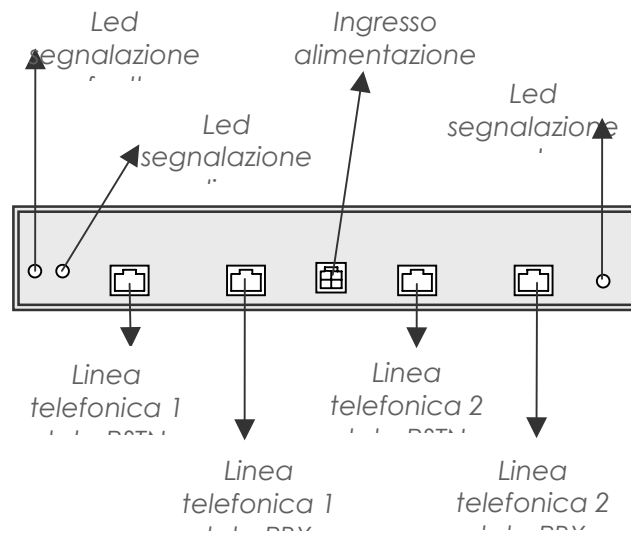 Led
segnalazione
Ingresso
alimentazione
Led
segnalazione
Led
segnalazione
Linea
telefonica 1
Linea
telefonica 2
Linea
telefonica 1
Linea
telefonica 2